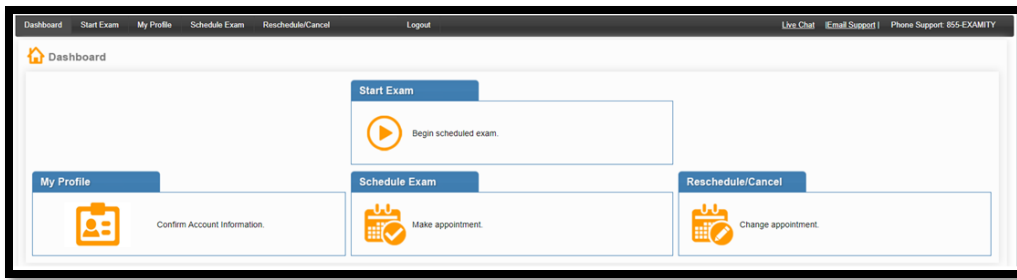 Dashboard Start Exam My Profile Schedule Exam Reschedule/Cancel Logout Live Chat |Email Support| Phone Support: 855-EXAMITY
Dashboard
Start Exam
Begin scheduled exam.
My Profile
Confirm Account Information.
Schedule Exam
Make appointment.
Reschedule/Cancel
Change appointment.